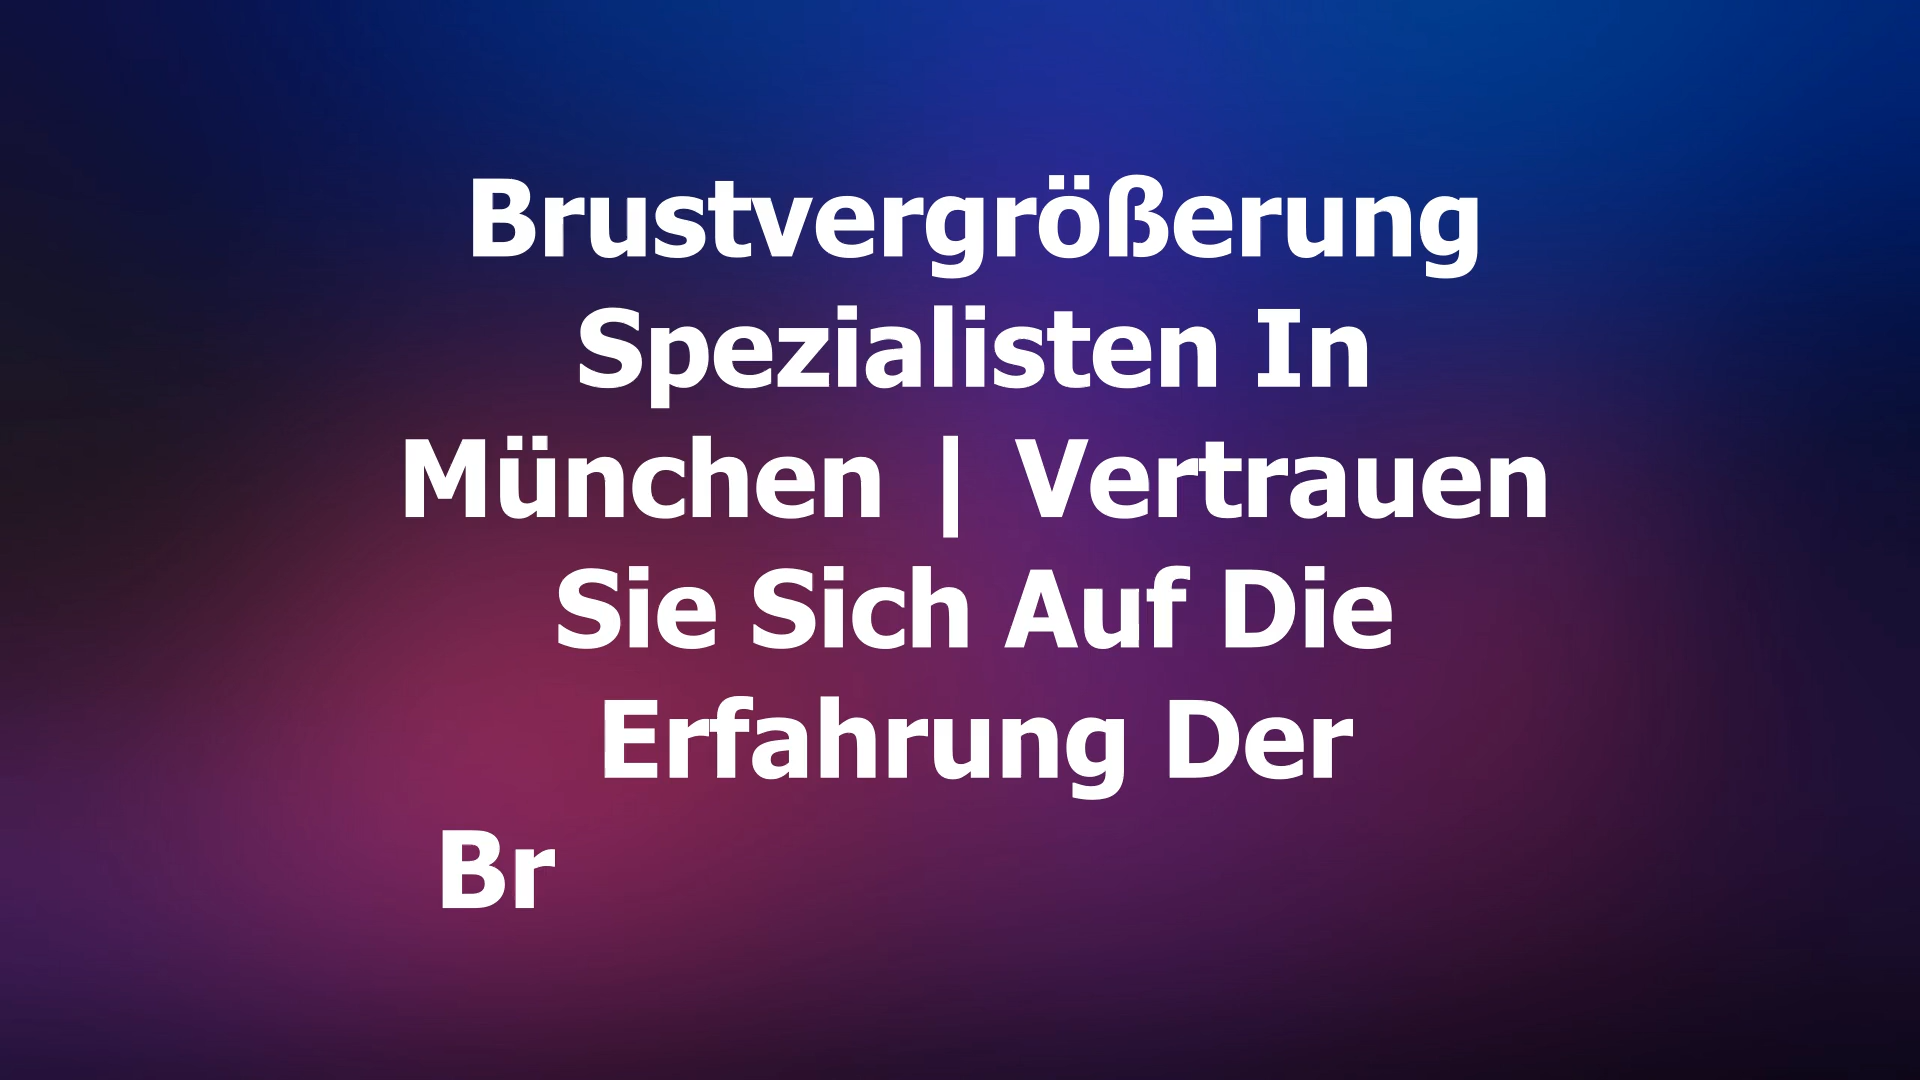 Brustvergrößerung
Spezialisten In
München | Vertrauen
Sie Sich Auf Die
Erfahrung Der
Br